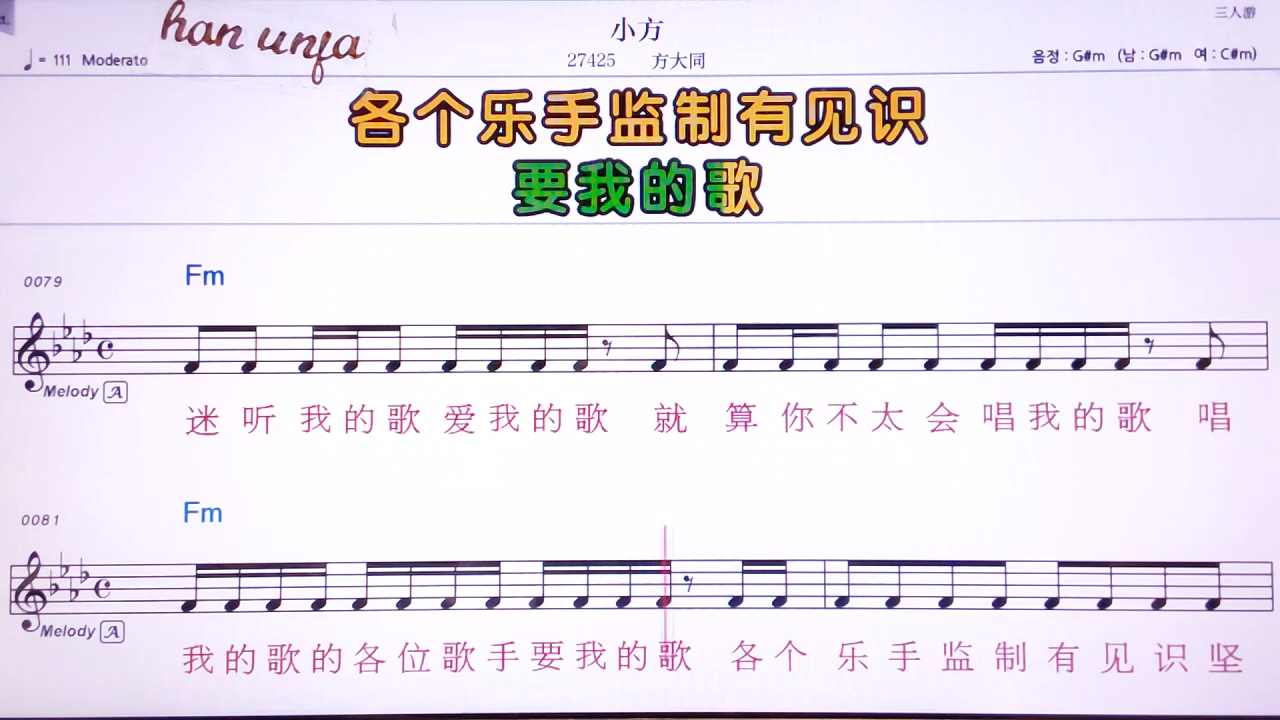 han unja
小方
三人游
♩= 111 Moderato
27425 方大同
음정 : G#m (남 : G#m 여 : C#m)
各个乐手监制有见识
要我的歌
0079
Fm
Melody A
迷听我的歌爱我的歌 就算你不太会唱我的歌 唱
0081
Fm
Melody A
我的歌的各位歌手要我的歌 各个乐手监制有见识坚